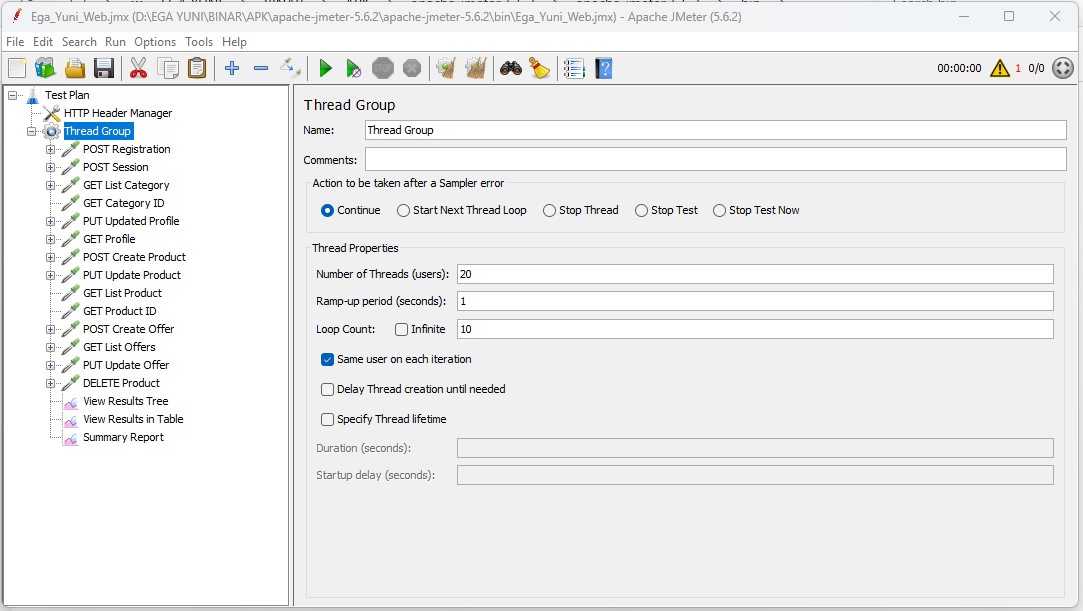 Ega_Yuni_Web.jmx (D:\EGA YUNI\BINAR\APK\apache-jmeter-5.6.2\apache-jmeter-5.6.2\bin\Ega_Yuni_Web.jmx) - Apache JMeter (5.6.2)
File Edit Search Run Options Tools Help
STOP
00:00:00 1 0/0
Test Plan
HTTP Header Manager
Thread Group
POST Registration
POST Session
GET List Category
GET Category ID
PUT Updated Profile
GET Profile
POST Create Product
PUT Update Product
GET List Product
GET Product ID
POST Create Offer
GET List Offers
PUT Update Offer
DELETE Product
View Results Tree
View Results in Table
Summary Report
Thread Group
Name: Thread Group
Comments:
Action to be taken after a Sampler error
Continue Start Next Thread Loop Stop Thread Stop Test Stop Test Now
Thread Properties
Number of Threads (users): 20
Ramp-up period (seconds): 1
Loop Count: Infinite 10
Same user on each iteration
Delay Thread creation until needed
Specify Thread lifetime
Duration (seconds):
Startup delay (seconds):